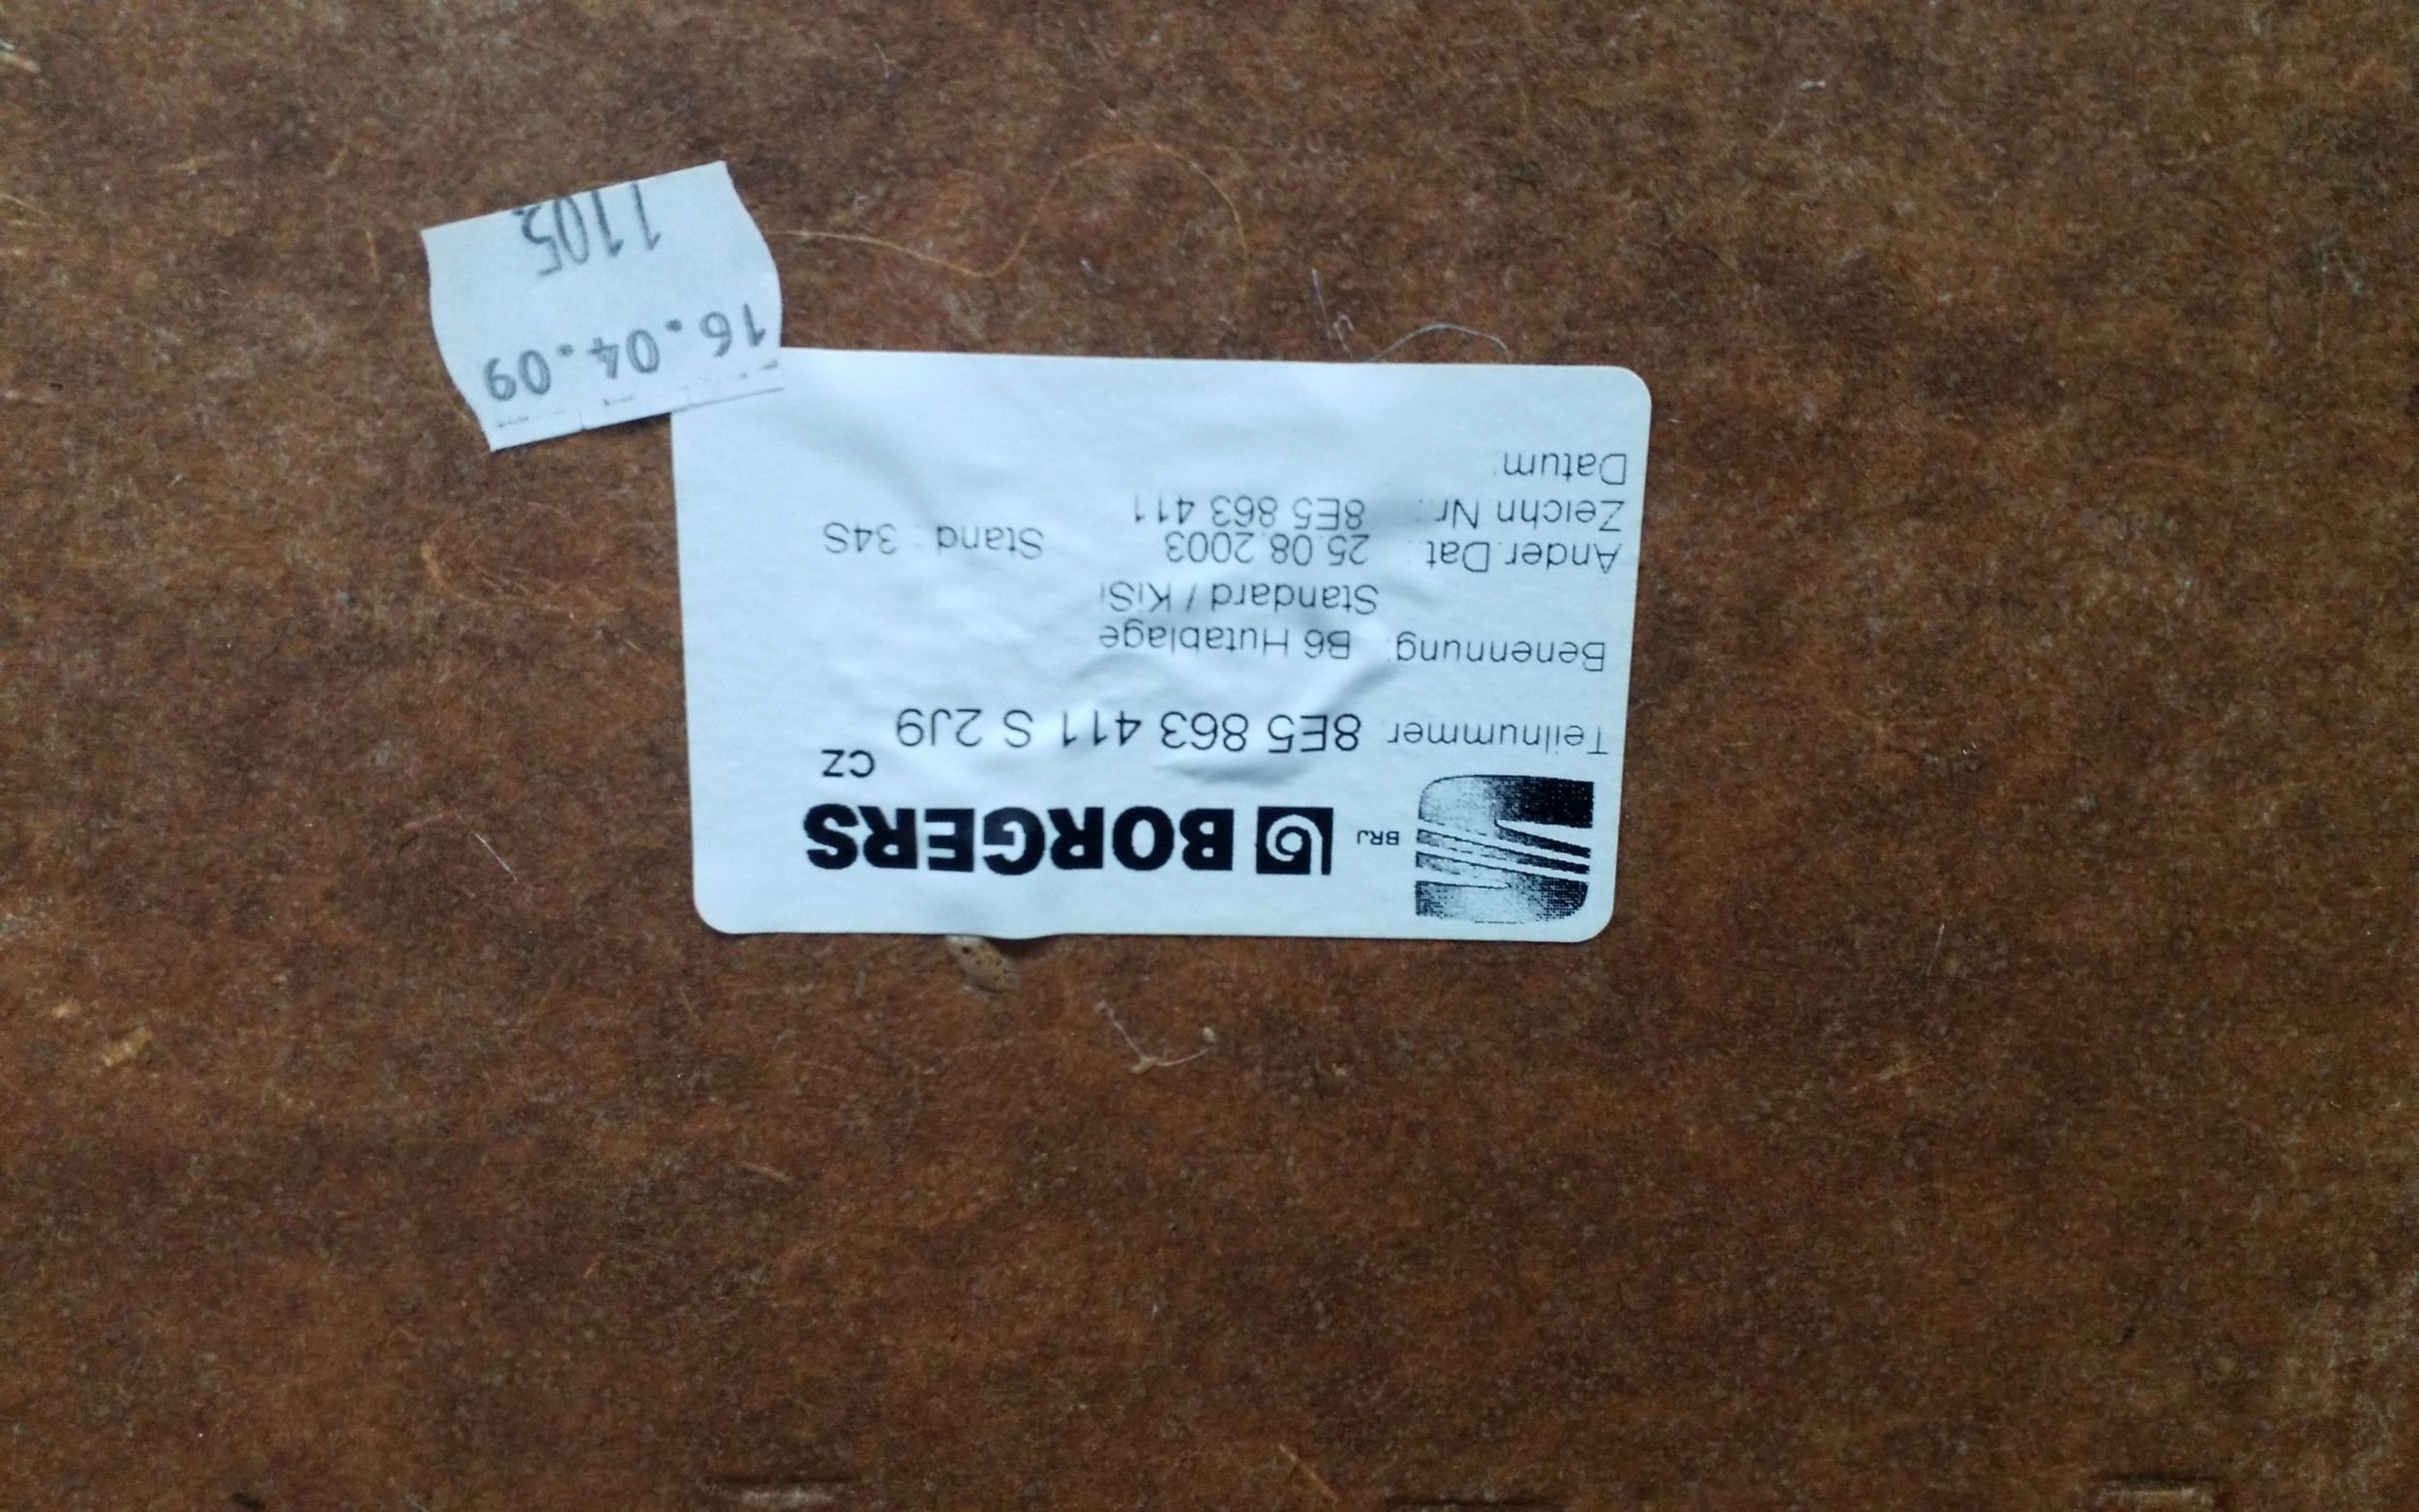 BRJ BORGERS
CZ
Teilnummer 8E5 863 411 S 2J9
Benennung: B6 Hutablage
Standard / KiSi
Ander.Dat.: 25.08.2003 Stand: 34S
Zeichn Nr.: 8E5 863 411
Datum:
16.04.09
1105